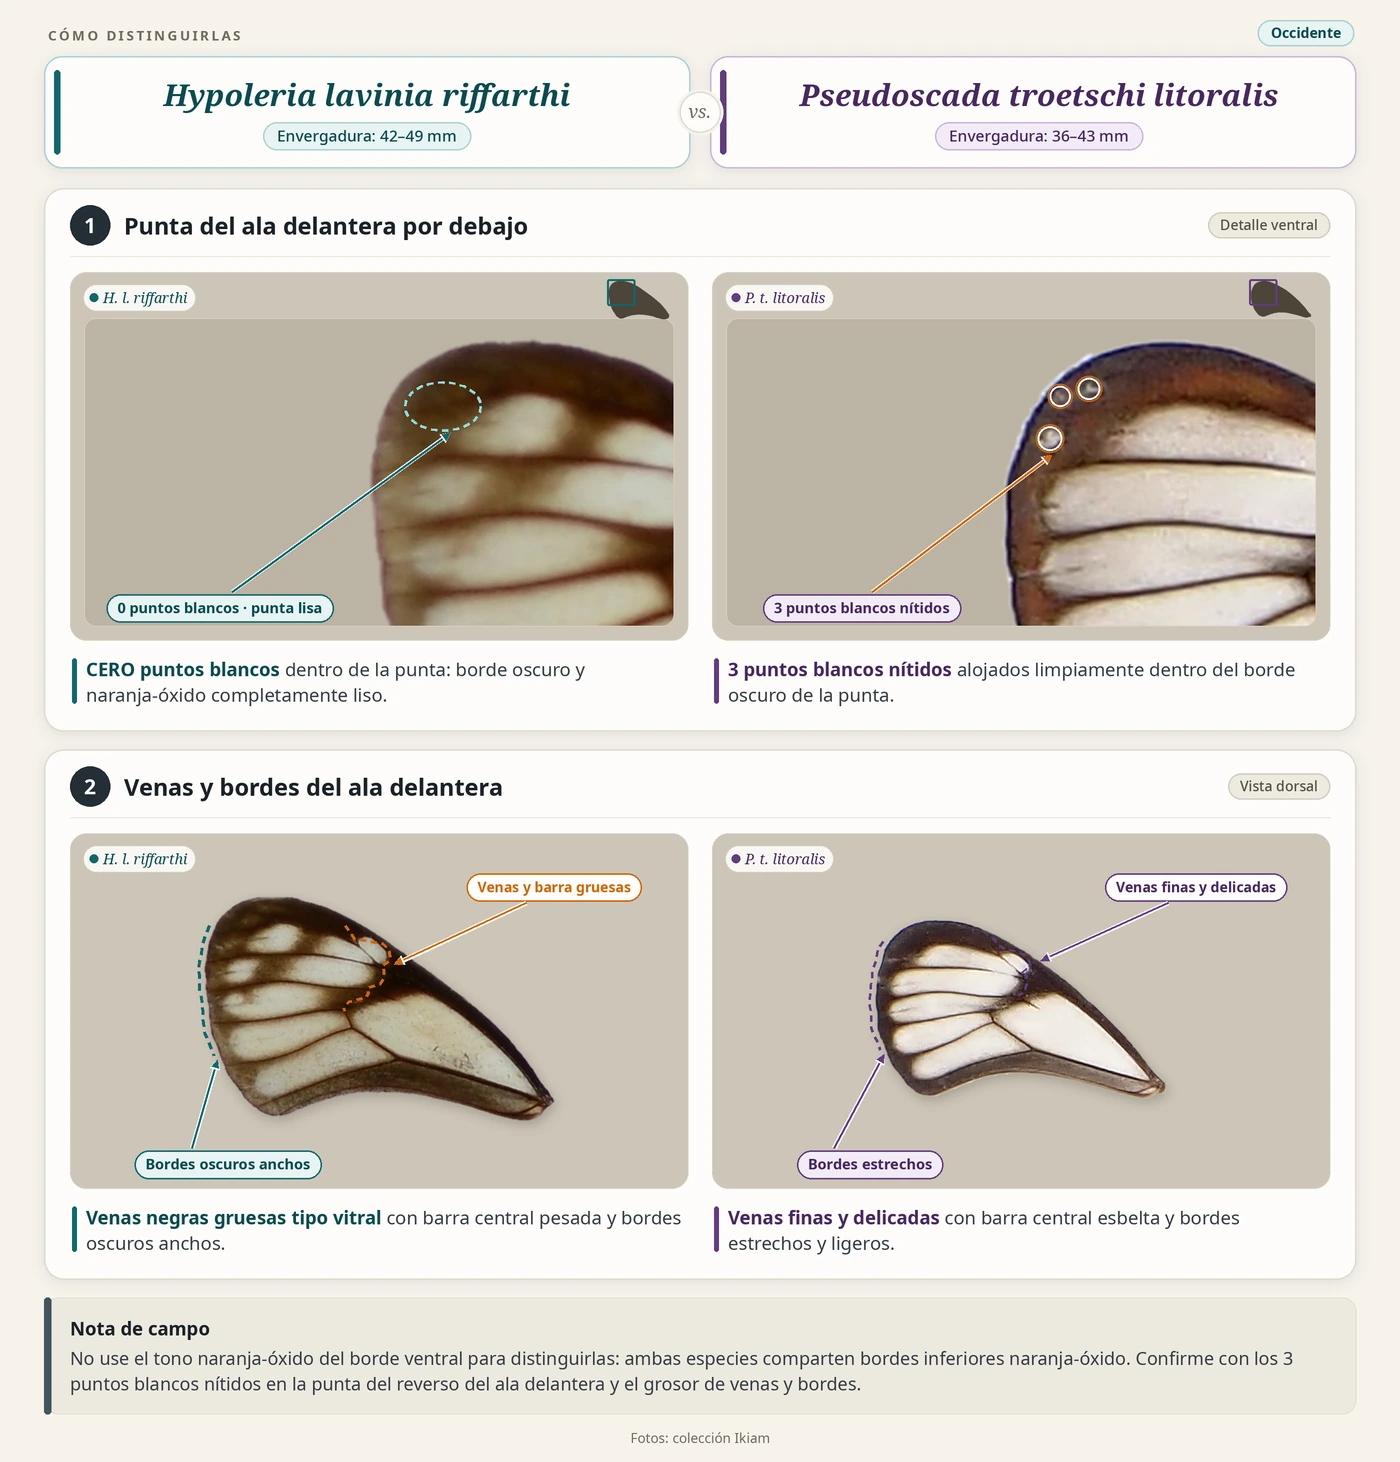 CÓMO DISTINGUIRLAS
Occidente
Hypoleria lavinia riffarthi
Envergadura: 42–49 mm
vs.
Pseudoscada troetschi litoralis
Envergadura: 36–43 mm
1
Punta del ala delantera por debajo
Detalle ventral
H. l. riffarthi
0 puntos blancos · punta lisa
CERO puntos blancos dentro de la punta: borde oscuro y
naranja-óxido completamente liso.
P. t. litoralis
3 puntos blancos nítidos
3 puntos blancos nítidos alojados limpiamente dentro del borde
oscuro de la punta.
2
Venas y bordes del ala delantera
Vista dorsal
H. l. riffarthi
Venas y barra gruesas
Bordes oscuros anchos
Venas negras gruesas tipo vitral con barra central pesada y bordes
oscuros anchos.
P. t. litoralis
Venas finas y delicadas
Bordes estrechos
Venas finas y delicadas con barra central esbelta y bordes
estrechos y ligeros.
Nota de campo
No use el tono naranja-óxido del borde ventral para distinguirlas: ambas especies comparten bordes inferiores naranja-óxido. Confirme con los 3
puntos blancos nítidos en la punta del reverso del ala delantera y el grosor de venas y bordes.
Fotos: colección Ikiam